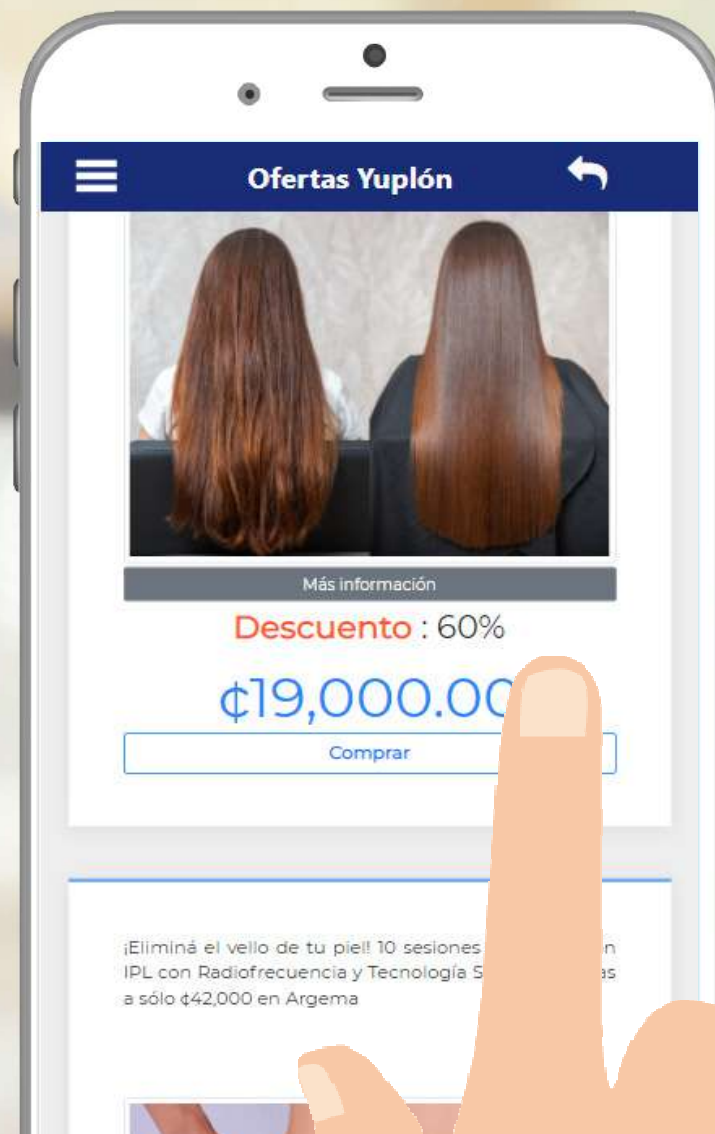 Ofertas Yuplón
Más información
Descuento : 60%
₡19,000.00
Comprar
¡Eliminá el vello de tu piel! 10 sesiones
IPL con Radiofrecuencia y Tecnología
a sólo ₡42,000 en Argema